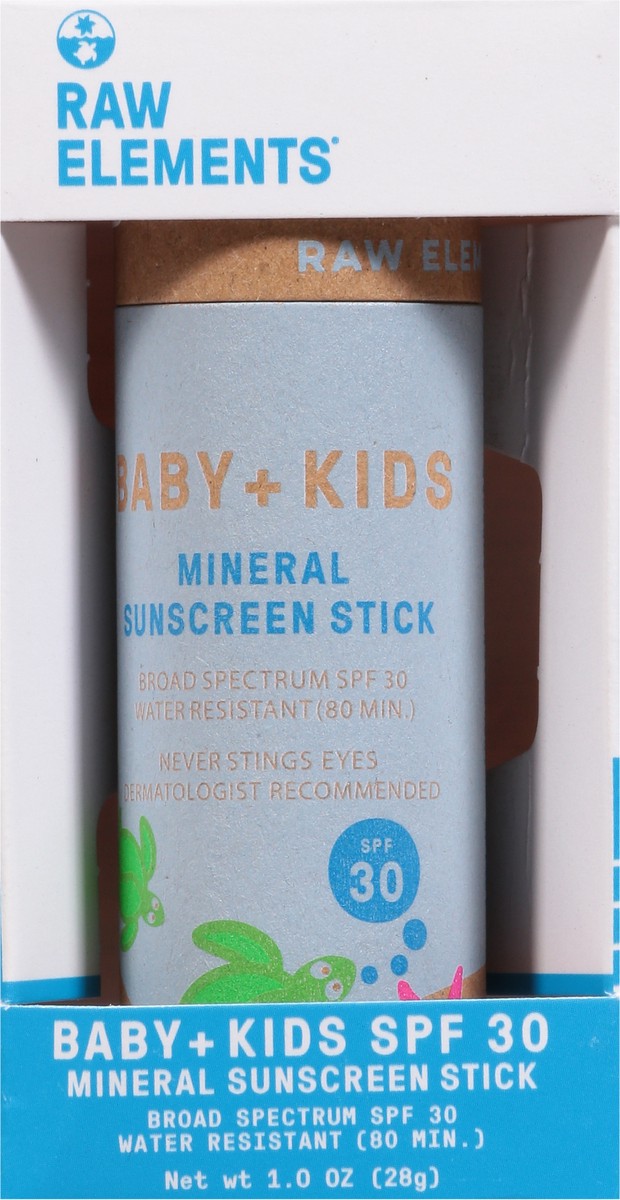 RAW
ELEMENTS
RAW ELEM
BABY + KIDS
MINERAL
SUNSCREEN STICK
BROAD SPECTRUM SPF 30
WATER RESISTANT (80 MIN.)
NEVER STINGS EYES
DERMATOLOGIST RECOMMENDED
SPF
30
BABY + KIDS SPF 30
MINERAL SUNSCREEN STICK
BROAD SPECTRUM SPF 30
WATER RESISTANT (80 MIN.)
Net wt 1.0 OZ (28g)